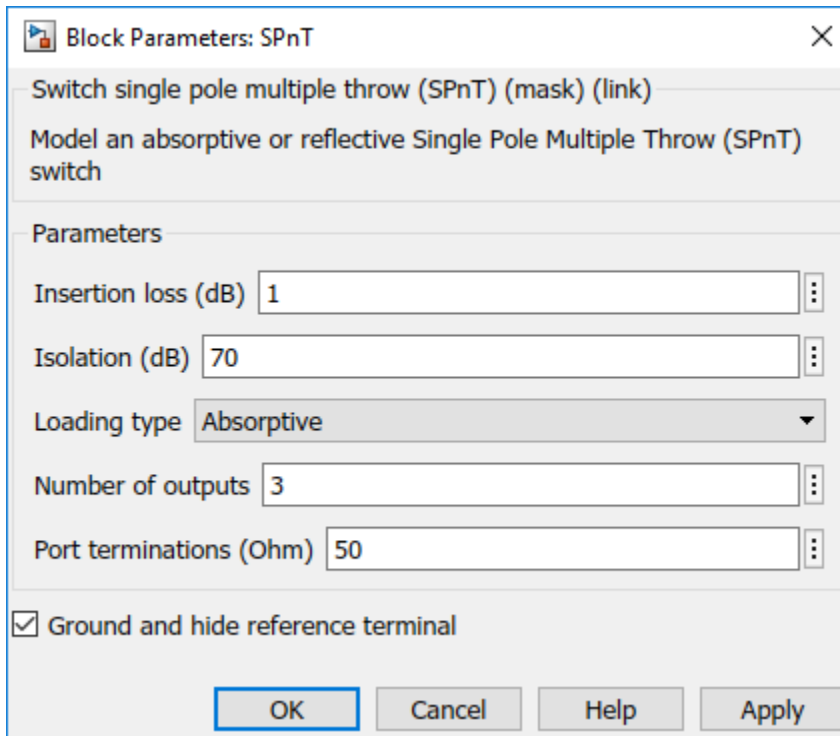 Block Parameters: SPnT
Switch single pole multiple throw (SPnT) (mask) (link)
Model an absorptive or reflective Single Pole Multiple Throw (SPnT)
switch
Parameters
Insertion loss (dB) 1
Isolation (dB) 70
Loading type Absorptive
Number of outputs 3
Port terminations (Ohm) 50
Ground and hide reference terminal
OK Cancel Help Apply